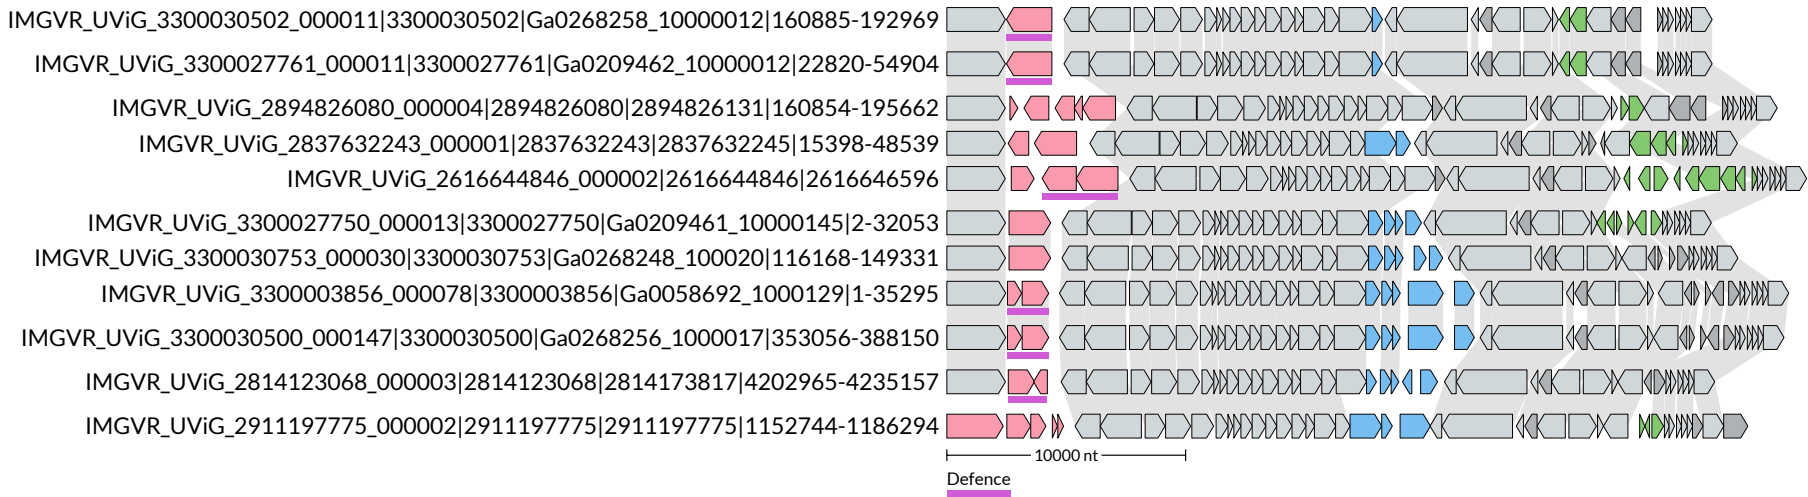 IMGVR_UViG_3300030502_000011|3300030502|Ga0268258_10000012|160885-192969
IMGVR_UViG_3300027761_000011|3300027761|Ga0209462_10000012|22820-54904
IMGVR_UViG_2894826080_000004|2894826080|2894826131|160854-195662
IMGVR_UViG_2837632243_000001|2837632243|2837632245|15398-48539
IMGVR_UViG_2616644846_000002|2616644846|2616646596
IMGVR_UViG_3300027750_000013|3300027750|Ga0209461_10000145|2-32053
IMGVR_UViG_3300030753_000030|3300030753|Ga0268248_100020|116168-149331
IMGVR_UViG_3300003856_000078|3300003856|Ga0058692_1000129|1-35295
IMGVR_UViG_3300030500_000147|3300030500|Ga0268256_1000017|353056-388150
IMGVR_UViG_2814123068_000003|2814123068|2814173817|4202965-4235157
IMGVR_UViG_2911197775_000002|2911197775|2911197775|1152744-1186294
10000 nt
Defence